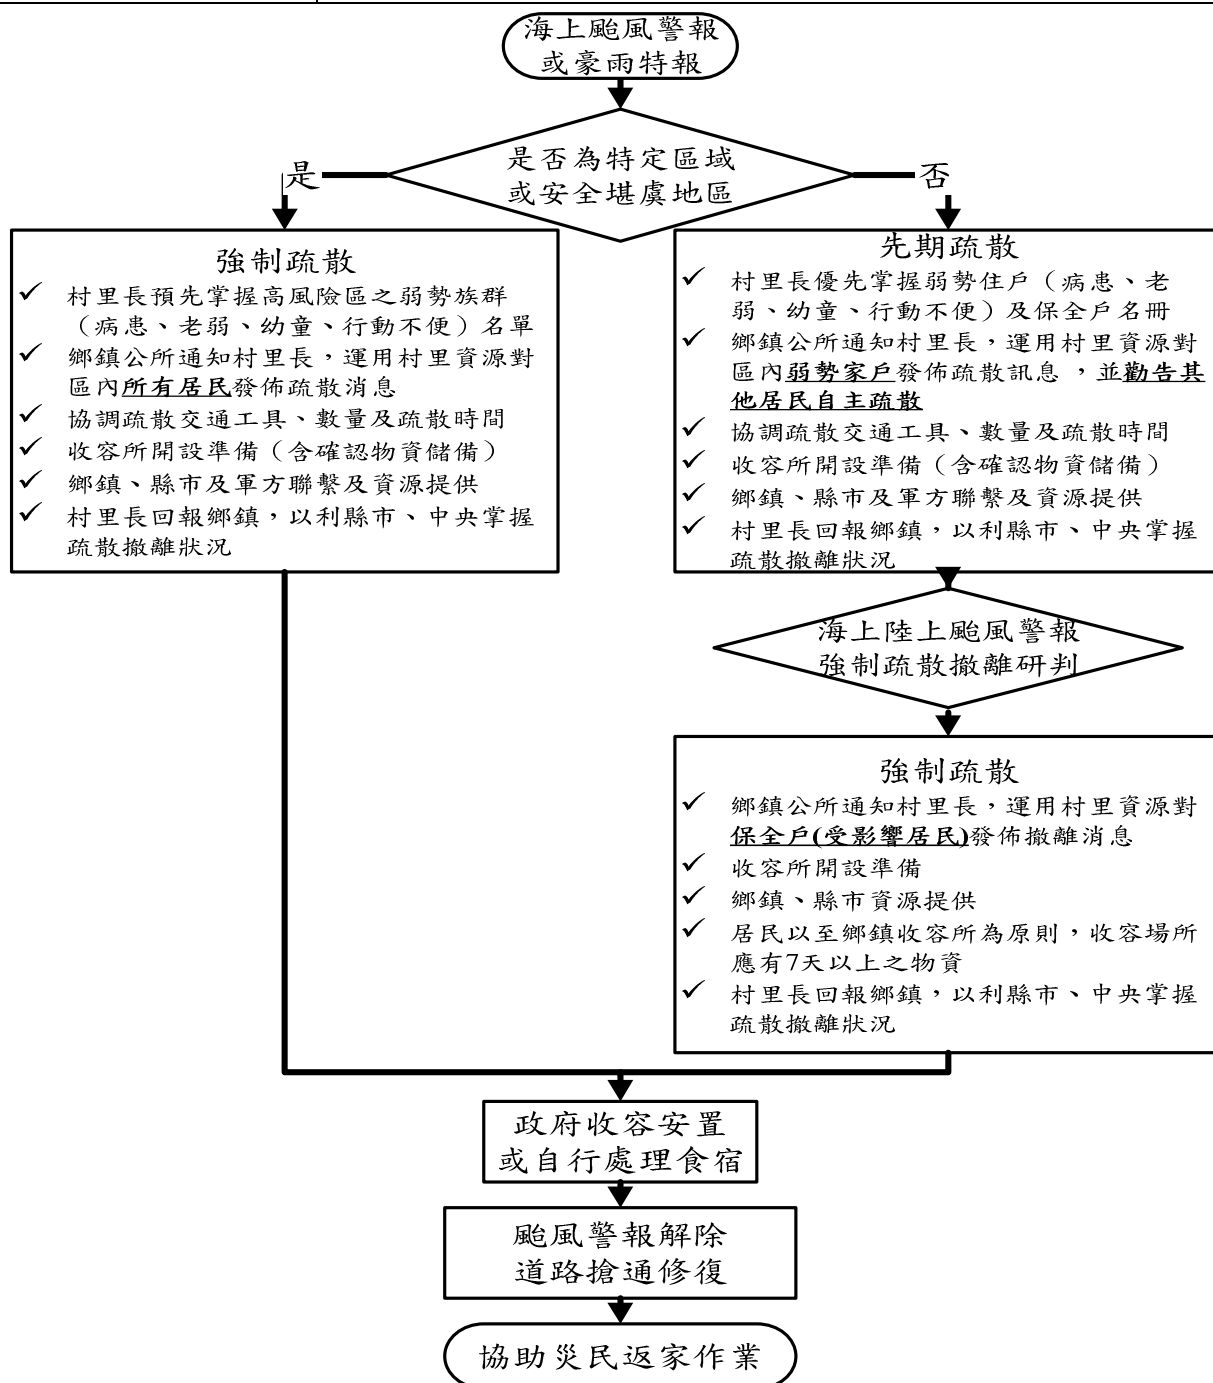 海上颱風警報
或豪雨特報
是否為特定區域
或安全堪虞地區
是
否
強制疏散
✓ 村里長預先掌握高風險區之弱勢族群
（病患、老弱、幼童、行動不便）名單
✓ 鄉鎮公所通知村里長，運用村里資源對
區內所有居民發佈疏散消息
✓ 協調疏散交通工具、數量及疏散時間
✓ 收容所開設準備（含確認物資儲備）
✓ 鄉鎮、縣市及軍方聯繫及資源提供
✓ 村里長回報鄉鎮，以利縣市、中央掌握
疏散撤離狀況
先期疏散
✓ 村里長優先掌握弱勢住戶（病患、老
弱、幼童、行動不便）及保全戶名冊
✓ 鄉鎮公所通知村里長，運用村里資源對
區內弱勢家戶發佈疏散訊息，並勸告其
他居民自主疏散
✓ 協調疏散交通工具、數量及疏散時間
✓ 收容所開設準備（含確認物資儲備）
✓ 鄉鎮、縣市及軍方聯繫及資源提供
✓ 村里長回報鄉鎮，以利縣市、中央掌握
疏散撤離狀況
海上陸上颱風警報
強制疏散撤離研判
強制疏散
✓ 鄉鎮公所通知村里長，運用村里資源對
保全戶(受影響居民)發佈撤離消息
✓ 收容所開設準備
✓ 鄉鎮、縣市資源提供
✓ 居民以至鄉鎮收容所為原則，收容場所
應有7天以上之物資
✓ 村里長回報鄉鎮，以利縣市、中央掌握
疏散撤離狀況
政府收容安置
或自行處理食宿
颱風警報解除
道路搶通修復
協助災民返家作業